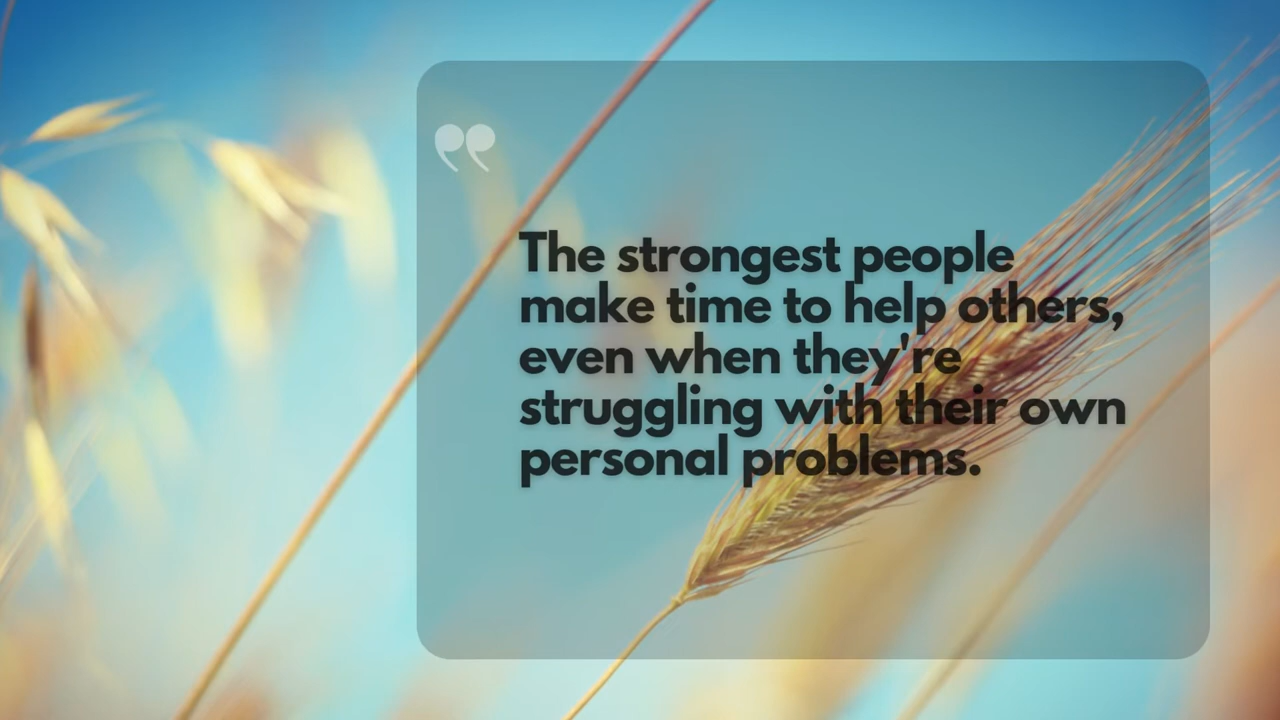 ”
The strongest people
make time to help others,
even when they're
struggling with their own
personal problems.